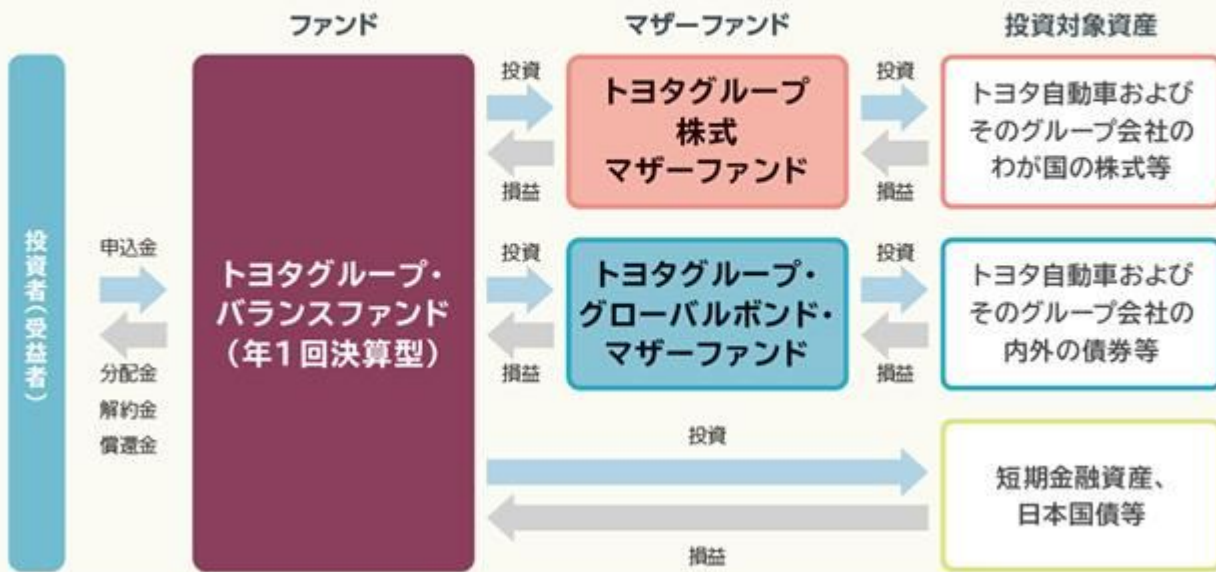 ファンド
マザーファンド
投資対象資産
投資者(受益者)
申込金
分配金
解約金
償還金
トヨタグループ・
バランスファンド
(年1回決算型)
投資
損益
トヨタグループ
株式
マザーファンド
投資
損益
トヨタ自動車および
そのグループ会社の
わが国の株式等
投資
損益
トヨタグループ・
グローバルボンド・
マザーファンド
投資
損益
トヨタ自動車および
そのグループ会社の
内外の債券等
投資
損益
短期金融資産、
日本国債等